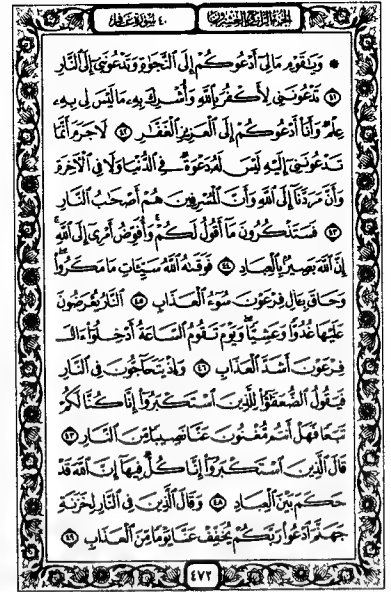 الجزء الرابع والعشرون
٤٠ سورة غافر
۞ وَيَٰقَوْمِ مَا لِىٓ أَدْعُوكُمْ إِلَى ٱلنَّجَوٰةِ وَتَدْعُونَنِىٓ إِلَى ٱلنَّارِ
٤١ تَدْعُونَنِى لِأَكْفُرَ بِٱللَّهِ وَأُشْرِكَ بِهِۦ مَا لَيْسَ لِى بِهِۦ
عِلْمٌ وَأَنَا۠ أَدْعُوكُمْ إِلَى ٱلْعَزِيزِ ٱلْغَفَّٰرِ ٤٢ لَا جَرَمَ أَنَّمَا
تَدْعُونَنِىٓ إِلَيْهِ لَيْسَ لَهُۥ دَعْوَةٌ فِى ٱلدُّنْيَا وَلَا فِى ٱلْءَاخِرَةِ
وَأَنَّ مَرَدَّنَآ إِلَى ٱللَّهِ وَأَنَّ ٱلْمُسْرِفِينَ هُمْ أَصْحَٰبُ ٱلنَّارِ
٤٣ فَسَتَذْكُرُونَ مَآ أَقُولُ لَكُمْ ۚ وَأُفَوِّضُ أَمْرِىٓ إِلَى ٱللَّهِ ۚ
إِنَّ ٱللَّهَ بَصِيرٌۢ بِٱلْعِبَادِ ٤٤ فَوَقَىٰهُ ٱللَّهُ سَيِّـَٔاتِ مَا مَكَرُوا۟ ۖ
وَحَاقَ بِـَٔالِ فِرْعَوْنَ سُوٓءُ ٱلْعَذَابِ ٤٥ ٱلنَّارُ يُعْرَضُونَ
عَلَيْهَا غُدُوًّا وَعَشِيًّا ۖ وَيَوْمَ تَقُومُ ٱلسَّاعَةُ أَدْخِلُوٓا۟ ءَالَ
فِرْعَوْنَ أَشَدَّ ٱلْعَذَابِ ٤٦ وَإِذْ يَتَحَآجُّونَ فِى ٱلنَّارِ
فَيَقُولُ ٱلضُّعَفَٰٓؤُا۟ لِلَّذِينَ ٱسْتَكْبَرُوٓا۟ إِنَّا كُنَّا لَكُمْ
تَبَعًا فَهَلْ أَنتُم مُّغْنُونَ عَنَّا نَصِيبًا مِّنَ ٱلنَّارِ ٤٧
قَالَ ٱلَّذِينَ ٱسْتَكْبَرُوٓا۟ إِنَّا كُلٌّ فِيهَآ إِنَّ ٱللَّهَ قَدْ
حَكَمَ بَيْنَ ٱلْعِبَادِ ٤٨ وَقَالَ ٱلَّذِينَ فِى ٱلنَّارِ لِخَزَنَةِ
جَهَنَّمَ ٱدْعُوا۟ رَبَّكُمْ يُخَفِّفْ عَنَّا يَوْمًا مِّنَ ٱلْعَذَابِ ٤٩
٤٧٢